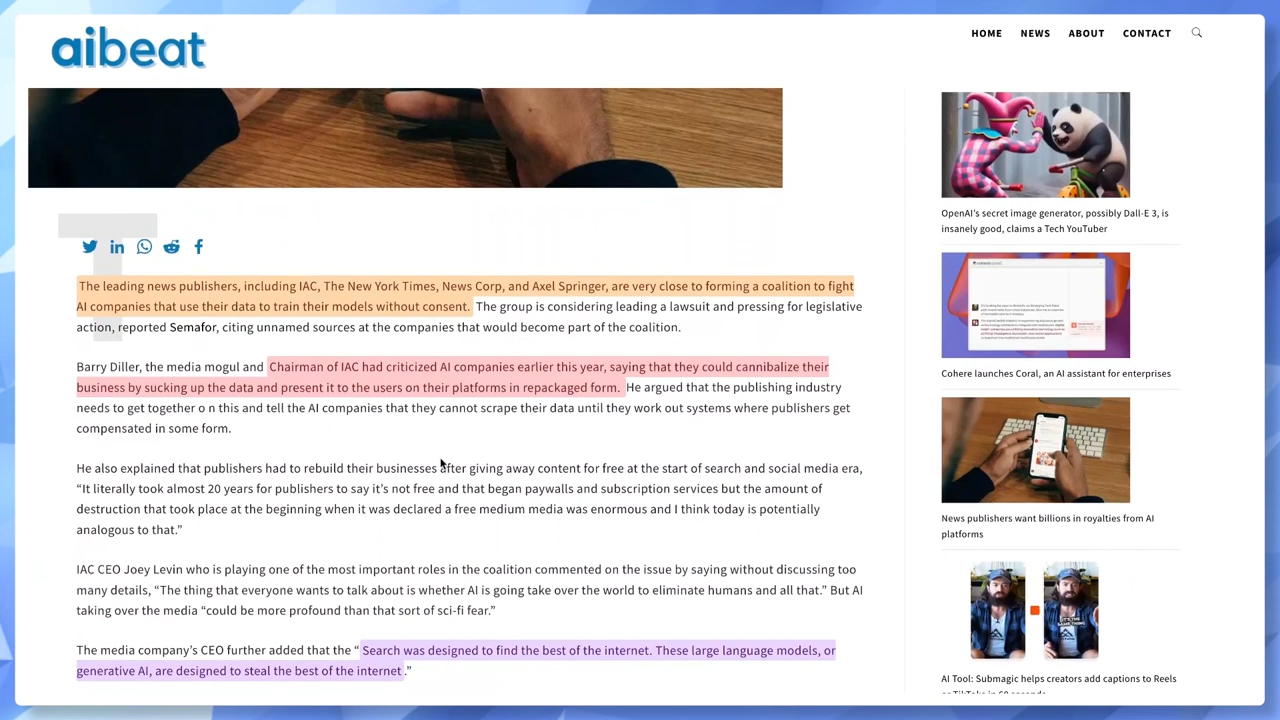 aibeat
HOME NEWS ABOUT CONTACT
The leading news publishers, including IAC, The New York Times, News Corp, and Axel Springer, are very close to forming a coalition to fight
AI companies that use their data to train their models without consent. The group is considering leading a lawsuit and pressing for legislative
action, reported Semafor, citing unnamed sources about the companies that would become part of the coalition.
Barry Diller, the media mogul and Chairman of IAC had criticized AI companies earlier this year, saying that they could cannibalize their
business by sucking up the data and present it to the users on their platforms in repackaged form. He argued that the publishing industry
needs to get together o n this and tell the AI companies that they cannot scrape their data until they work out systems where publishers get
compensated in some form.
He also explained that publishers had to rebuild their businesses after giving away content for free at the start of search and social media era,
“It literally took almost 20 years for publishers to say it’s not free and that began paywalls and subscription services but the amount of
destruction that took place at the beginning when it was declared a free medium media was enormous and I think today is potentially
analogous to that.”
IAC CEO Joey Levin who is playing one of the most important roles in the coalition commented on the issue by saying without discussing too
many details, “The thing that everyone wants to talk about is whether AI is going take over the world to eliminate humans and all that.” But AI
taking over the media “could be more profound than that sort of sci-fi fear.”
The media company’s CEO further added that the “ Search was designed to find the best of the internet. These large language models, or
generative AI, are designed to steal the best of the internet .”
OpenAI’s secret image generator, possibly Dall-E 3, is
insanely good, claims a Tech YouTuber
Cohere launches Coral, an AI assistant for enterprises
News publishers want billions in royalties from AI
platforms
AI Tool: Submagic helps creators add captions to Reels